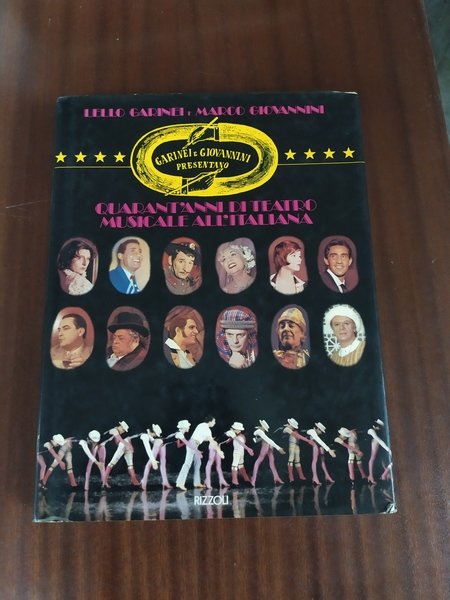 LELLO GARINEI E MARCO GIOVANNINI
GARINEI E GIOVANNINI
PRESENTANO
QUARANT'ANNI DI TEATRO
MUSICALE ALL'ITALIANA
RIZZOLI